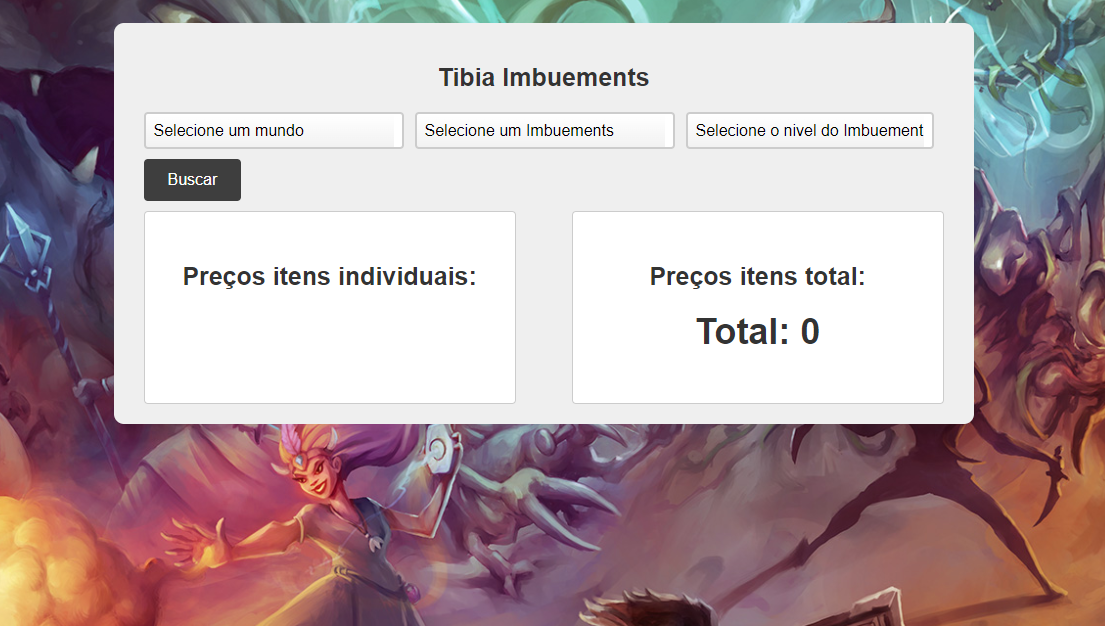 Tibia Imbuements
Selecione um mundo
Selecione um Imbuements
Selecione o nivel do Imbuement
Buscar
Preços itens individuais:
Preços itens total:
Total: 0